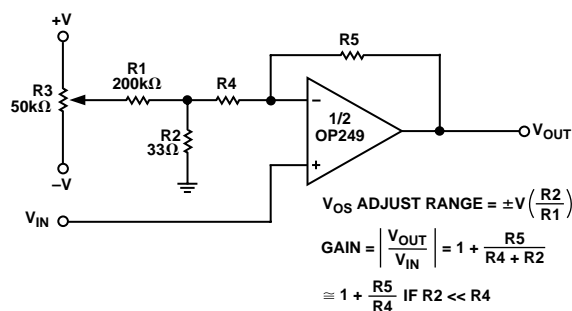 +V
R3
50kΩ
–V
R1
200kΩ
R2
33Ω
R4
R5
–
1/2
OP249
+
VOUT
VIN
VOS ADJUST RANGE = ±V(R2/R1)
GAIN = |VOUT/VIN| = 1 + R5/(R4 + R2)
≅ 1 + R5/R4 IF R2 << R4